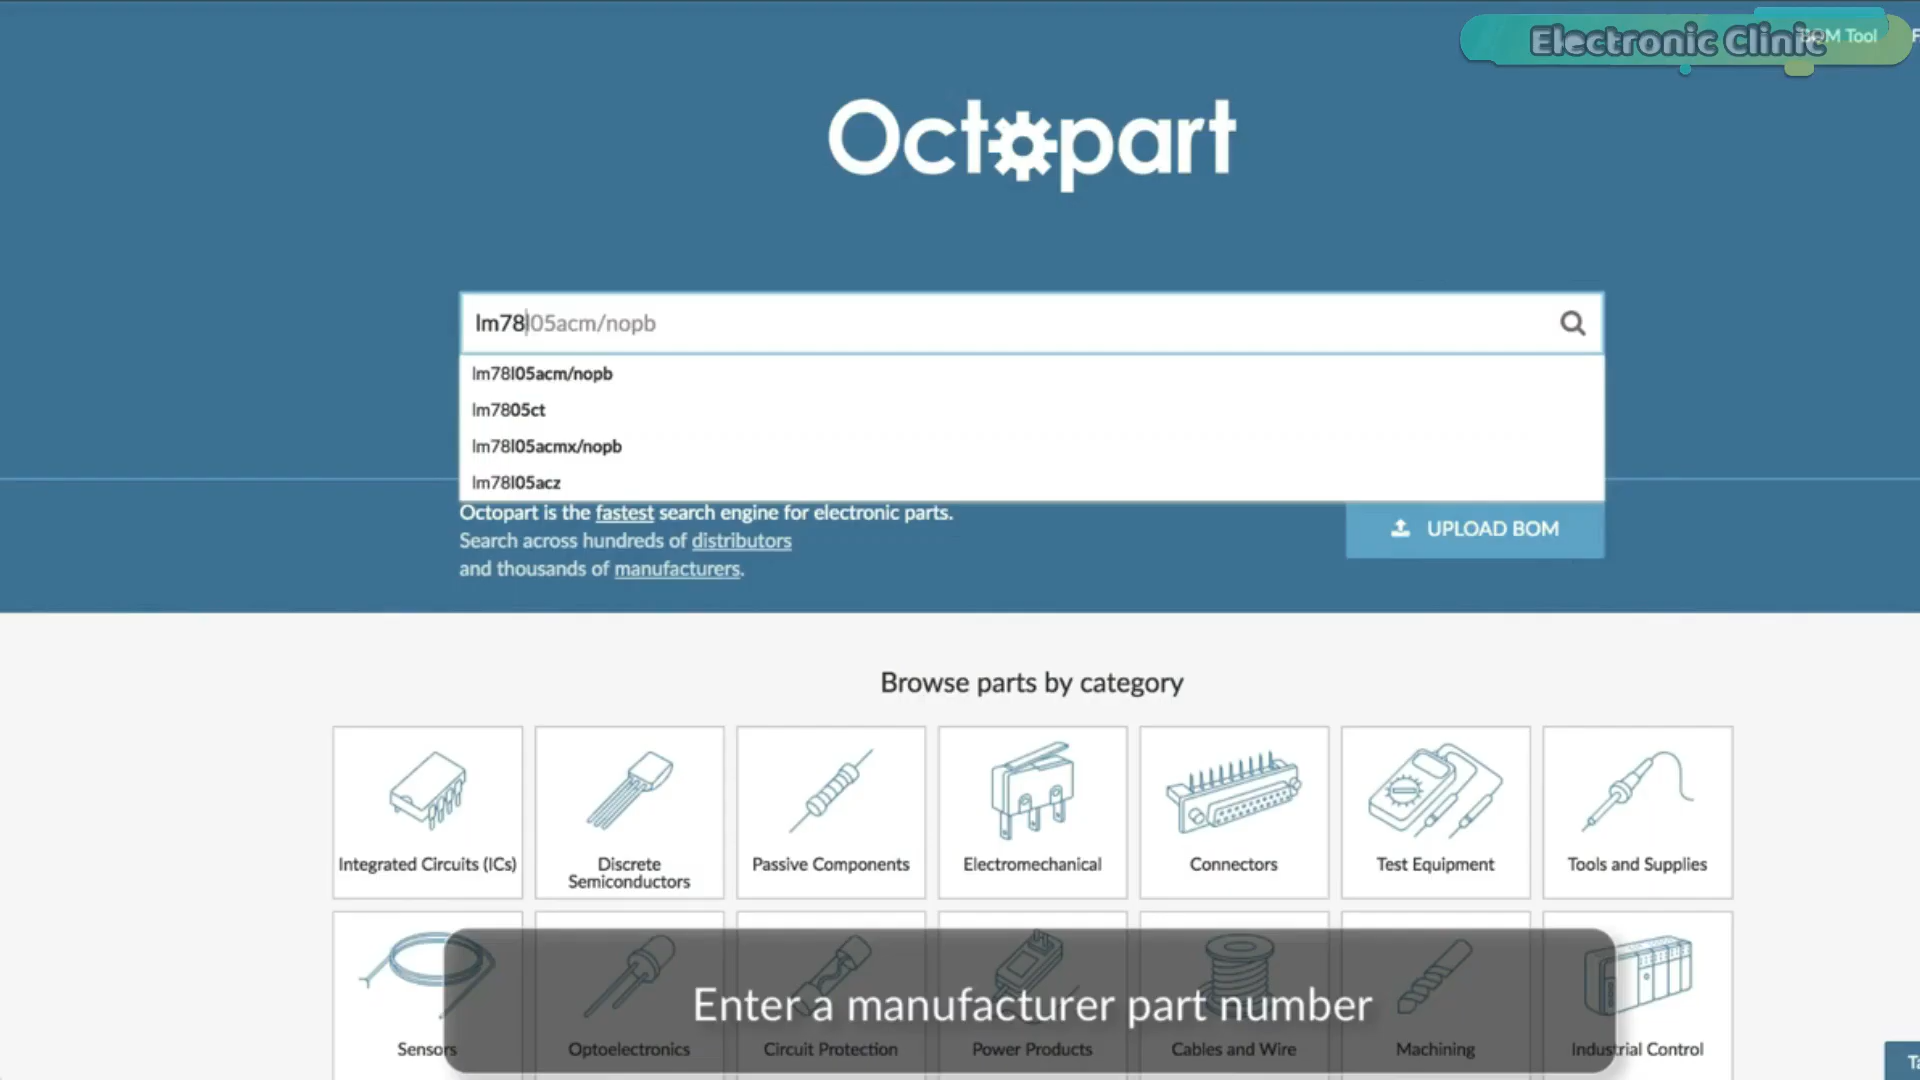 Electronic Clinic
BOM Tool
Octopart
lm78l05acm/nopb
lm78l05acm/nopb
lm7805ct
lm78l05acmx/nopb
lm78l05acz
Octopart is the fastest search engine for electronic parts.
Search across hundreds of distributors
and thousands of manufacturers.
UPLOAD BOM
Browse parts by category
Integrated Circuits (ICs)
Discrete
Semiconductors
Passive Components
Electromechanical
Connectors
Test Equipment
Tools and Supplies
Enter a manufacturer part number
Sensors
Optoelectronics
Circuit Protection
Power Products
Cables and Wire
Machining
Industrial Control